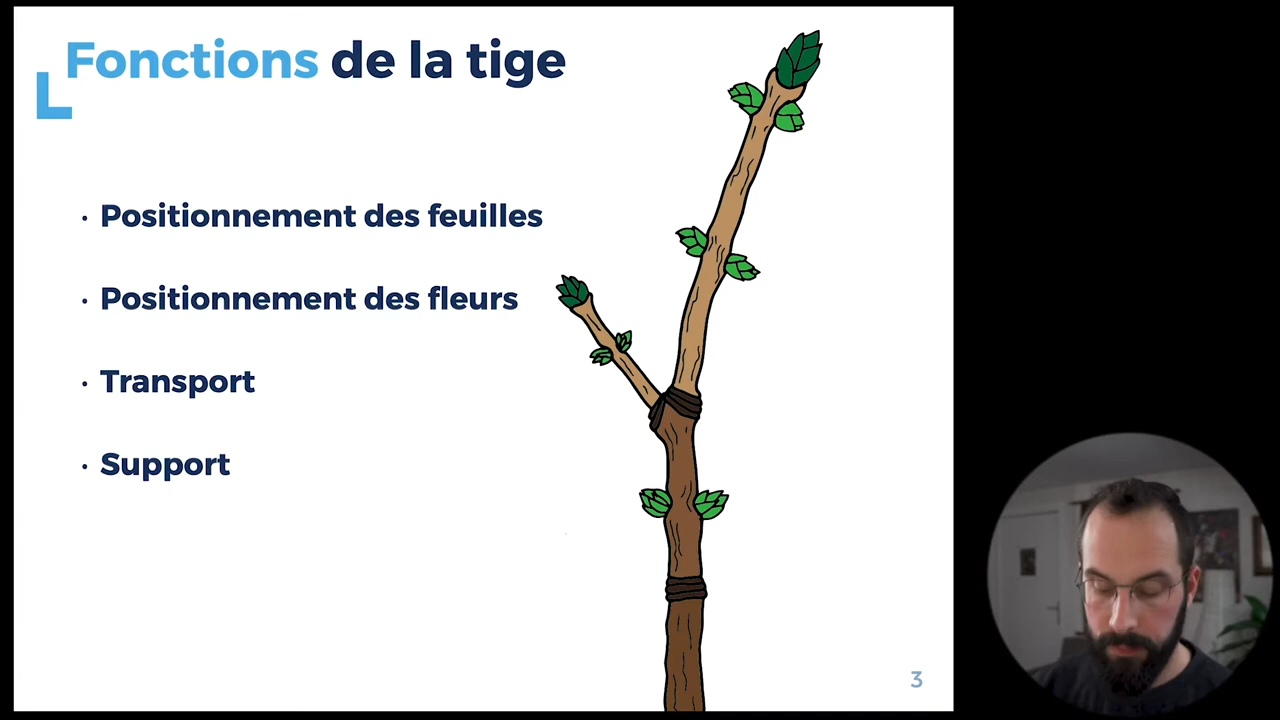 Fonctions de la tige
· Positionnement des feuilles
· Positionnement des fleurs
· Transport
· Support
3